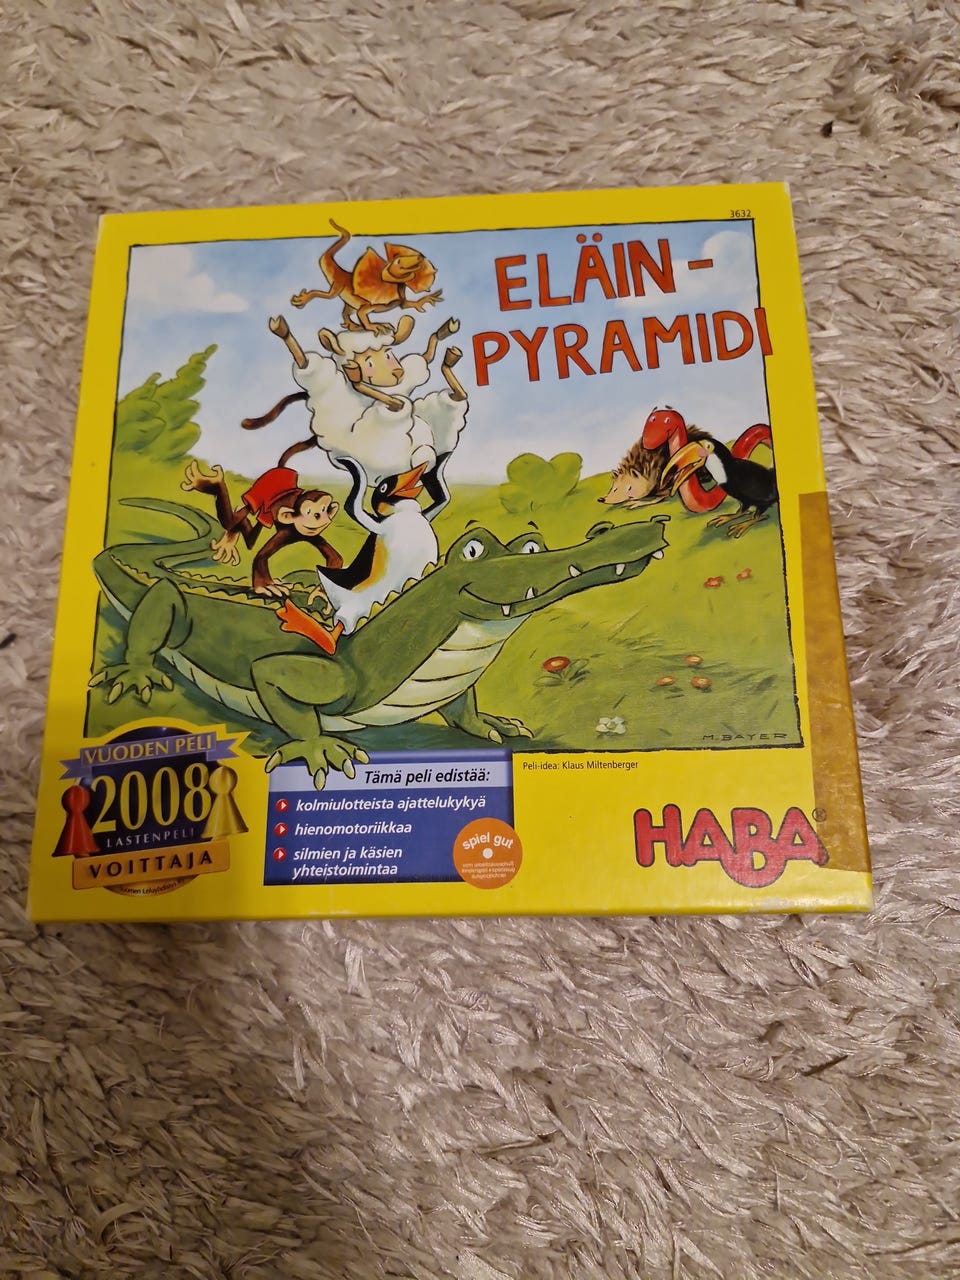 3632
ELÄIN-
PYRAMIDI
M. BAYER
VUODEN PELI
2008
LASTENPELI
VOITTAJA
Tämä peli edistää:
kolmiulotteista ajattelukykyä
hienomotoriikkaa
silmien ja käsien
yhteistoimintaa
spiel gut
Peli-idea: Klaus Miltenberger
HABA®